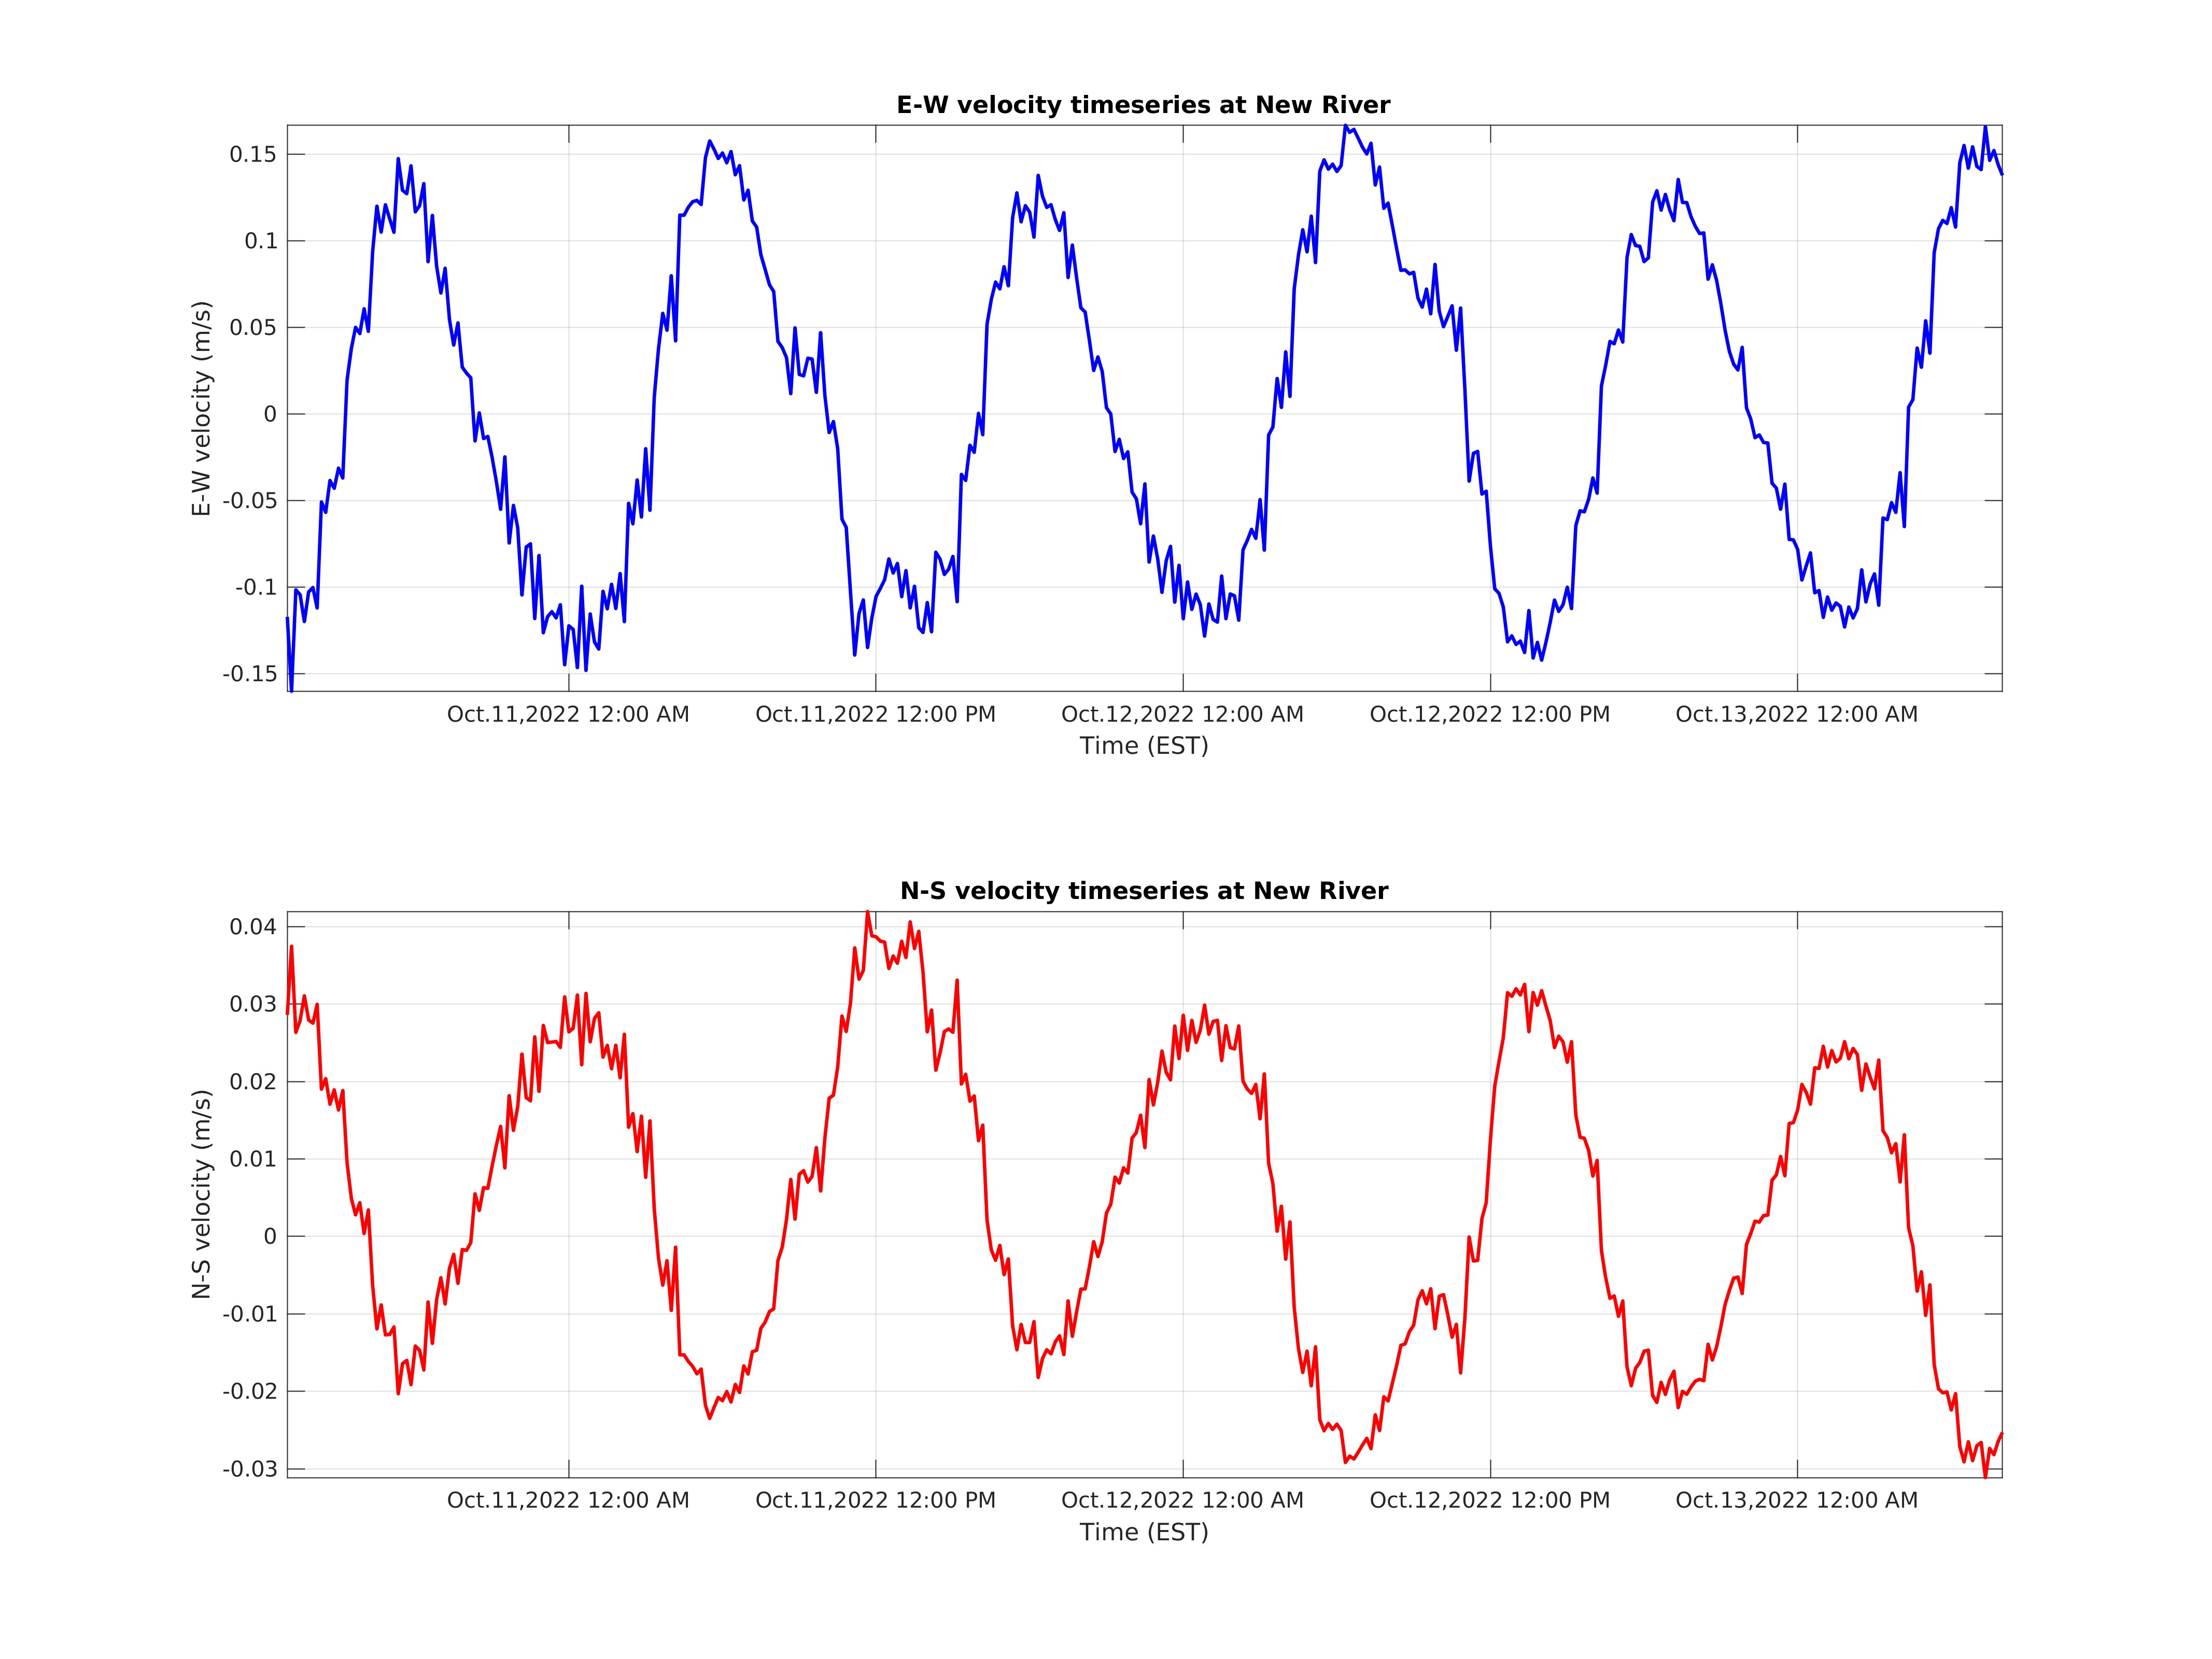 E-W velocity timeseries at New River
E-W velocity (m/s)
0.15
0.1
0.05
0
-0.05
-0.1
-0.15
Oct.11,2022 12:00 AM Oct.11,2022 12:00 PM Oct.12,2022 12:00 AM Oct.12,2022 12:00 PM Oct.13,2022 12:00 AM
Time (EST)
N-S velocity timeseries at New River
N-S velocity (m/s)
0.04
0.03
0.02
0.01
0
-0.01
-0.02
-0.03
Oct.11,2022 12:00 AM Oct.11,2022 12:00 PM Oct.12,2022 12:00 AM Oct.12,2022 12:00 PM Oct.13,2022 12:00 AM
Time (EST)